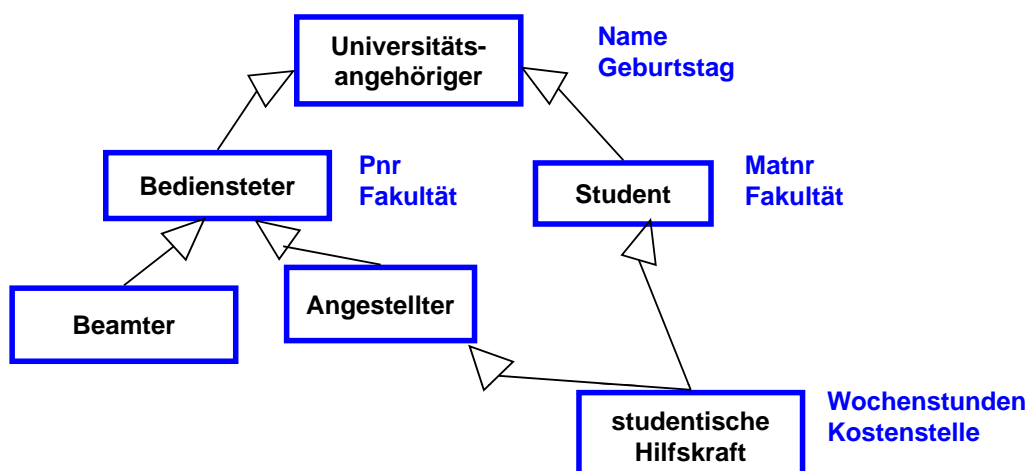 Universitäts-
angehöriger
Name
Geburtstag
Bediensteter
Pnr
Fakultät
Student
Matnr
Fakultät
Beamter
Angestellter
studentische
Hilfskraft
Wochenstunden
Kostenstelle